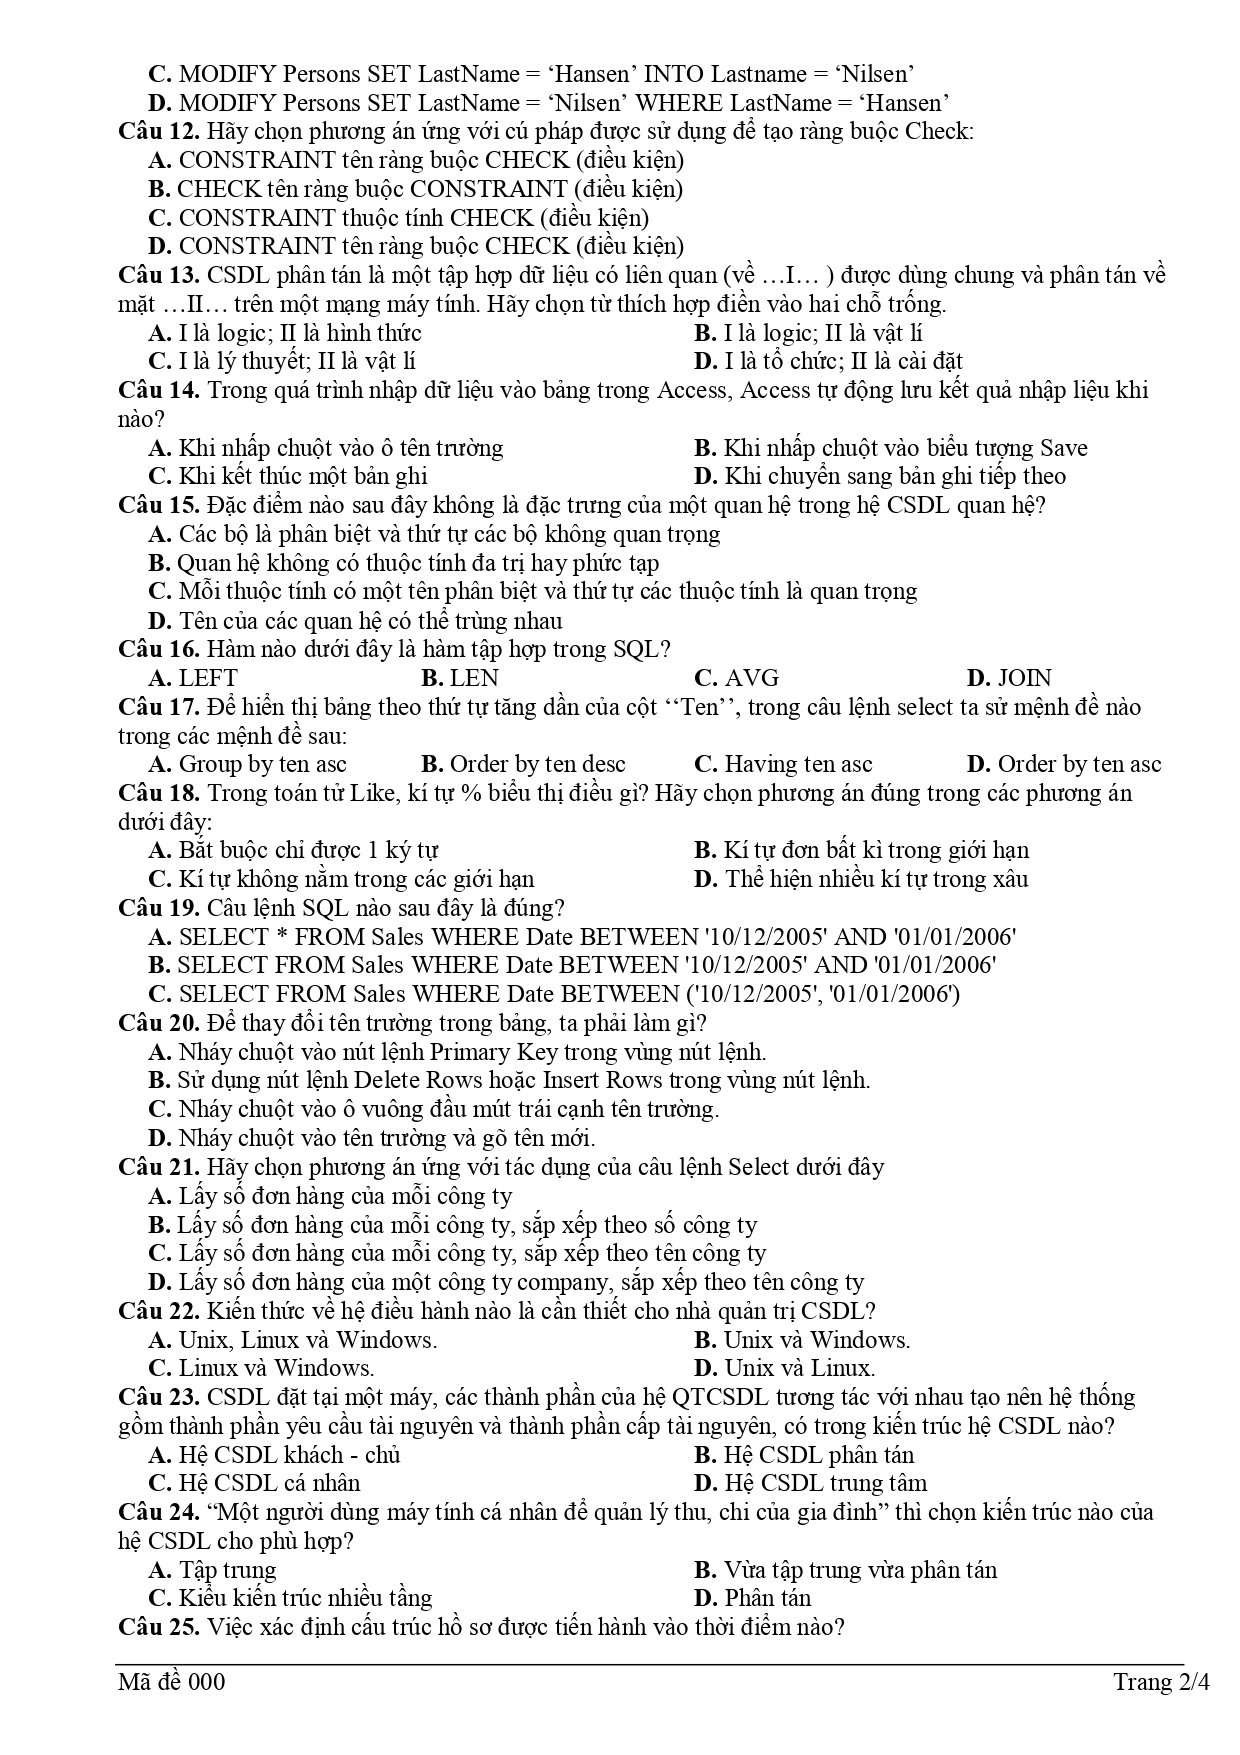 C. MODIFY Persons SET LastName = ‘Hansen’ INTO Lastname = ‘Nilsen’
D. MODIFY Persons SET LastName = ‘Nilsen’ WHERE LastName = ‘Hansen’
Câu 12. Hãy chọn phương án ứng với cú pháp được sử dụng để tạo ràng buộc Check:
A. CONSTRAINT tên ràng buộc CHECK (điều kiện)
B. CHECK tên ràng buộc CONSTRAINT (điều kiện)
C. CONSTRAINT thuộc tính CHECK (điều kiện)
D. CONSTRAINT tên ràng buộc CHECK (điều kiện)
Câu 13. CSDL phân tán là một tập hợp dữ liệu có liên quan (về …I… ) được dùng chung và phân tán về
mặt …II… trên một mạng máy tính. Hãy chọn từ thích hợp điền vào hai chỗ trống.
A. I là logic; II là hình thức B. I là logic; II là vật lí
C. I là lý thuyết; II là vật lí D. I là tổ chức; II là cài đặt
Câu 14. Trong quá trình nhập dữ liệu vào bảng trong Access, Access tự động lưu kết quả nhập liệu khi
nào?
A. Khi nhấp chuột vào ô tên trường B. Khi nhấp chuột vào biểu tượng Save
C. Khi kết thúc một bản ghi D. Khi chuyển sang bản ghi tiếp theo
Câu 15. Đặc điểm nào sau đây không là đặc trưng của một quan hệ trong hệ CSDL quan hệ?
A. Các bộ là phân biệt và thứ tự các bộ không quan trọng
B. Quan hệ không có thuộc tính đa trị hay phức tạp
C. Mỗi thuộc tính có một tên phân biệt và thứ tự các thuộc tính là quan trọng
D. Tên của các quan hệ có thể trùng nhau
Câu 16. Hàm nào dưới đây là hàm tập hợp trong SQL?
A. LEFT B. LEN C. AVG D. JOIN
Câu 17. Để hiển thị bảng theo thứ tự tăng dần của cột ‘‘Ten’’, trong câu lệnh select ta sử mệnh đề nào
trong các mệnh đề sau:
A. Group by ten asc B. Order by ten desc C. Having ten asc D. Order by ten asc
Câu 18. Trong toán tử Like, kí tự % biểu thị điều gì? Hãy chọn phương án đúng trong các phương án
dưới đây:
A. Bắt buộc chỉ được 1 ký tự B. Kí tự đơn bất kì trong giới hạn
C. Kí tự không nằm trong các giới hạn D. Thể hiện nhiều kí tự trong xâu
Câu 19. Câu lệnh SQL nào sau đây là đúng?
A. SELECT * FROM Sales WHERE Date BETWEEN '10/12/2005' AND '01/01/2006'
B. SELECT FROM Sales WHERE Date BETWEEN '10/12/2005' AND '01/01/2006'
C. SELECT FROM Sales WHERE Date BETWEEN ('10/12/2005', '01/01/2006')
Câu 20. Để thay đổi tên trường trong bảng, ta phải làm gì?
A. Nháy chuột vào nút lệnh Primary Key trong vùng nút lệnh.
B. Sử dụng nút lệnh Delete Rows hoặc Insert Rows trong vùng nút lệnh.
C. Nháy chuột vào ô vuông đầu mút trái cạnh tên trường.
D. Nháy chuột vào tên trường và gõ tên mới.
Câu 21. Hãy chọn phương án ứng với tác dụng của câu lệnh Select dưới đây
A. Lấy số đơn hàng của mỗi công ty
B. Lấy số đơn hàng của mỗi công ty, sắp xếp theo số công ty
C. Lấy số đơn hàng của mỗi công ty, sắp xếp theo tên công ty
D. Lấy số đơn hàng của một công ty company, sắp xếp theo tên công ty
Câu 22. Kiến thức về hệ điều hành nào là cần thiết cho nhà quản trị CSDL?
A. Unix, Linux và Windows. B. Unix và Windows.
C. Linux và Windows. D. Unix và Linux.
Câu 23. CSDL đặt tại một máy, các thành phần của hệ QTCSDL tương tác với nhau tạo nên hệ thống
gồm thành phần yêu cầu tài nguyên và thành phần cấp tài nguyên, có trong kiến trúc hệ CSDL nào?
A. Hệ CSDL khách - chủ B. Hệ CSDL phân tán
C. Hệ CSDL cá nhân D. Hệ CSDL trung tâm
Câu 24. “Một người dùng máy tính cá nhân để quản lý thu, chi của gia đình” thì chọn kiến trúc nào của
hệ CSDL cho phù hợp?
A. Tập trung B. Vừa tập trung vừa phân tán
C. Kiểu kiến trúc nhiều tầng D. Phân tán
Câu 25. Việc xác định cấu trúc hồ sơ được tiến hành vào thời điểm nào?
Mã đề 000 Trang 2/4